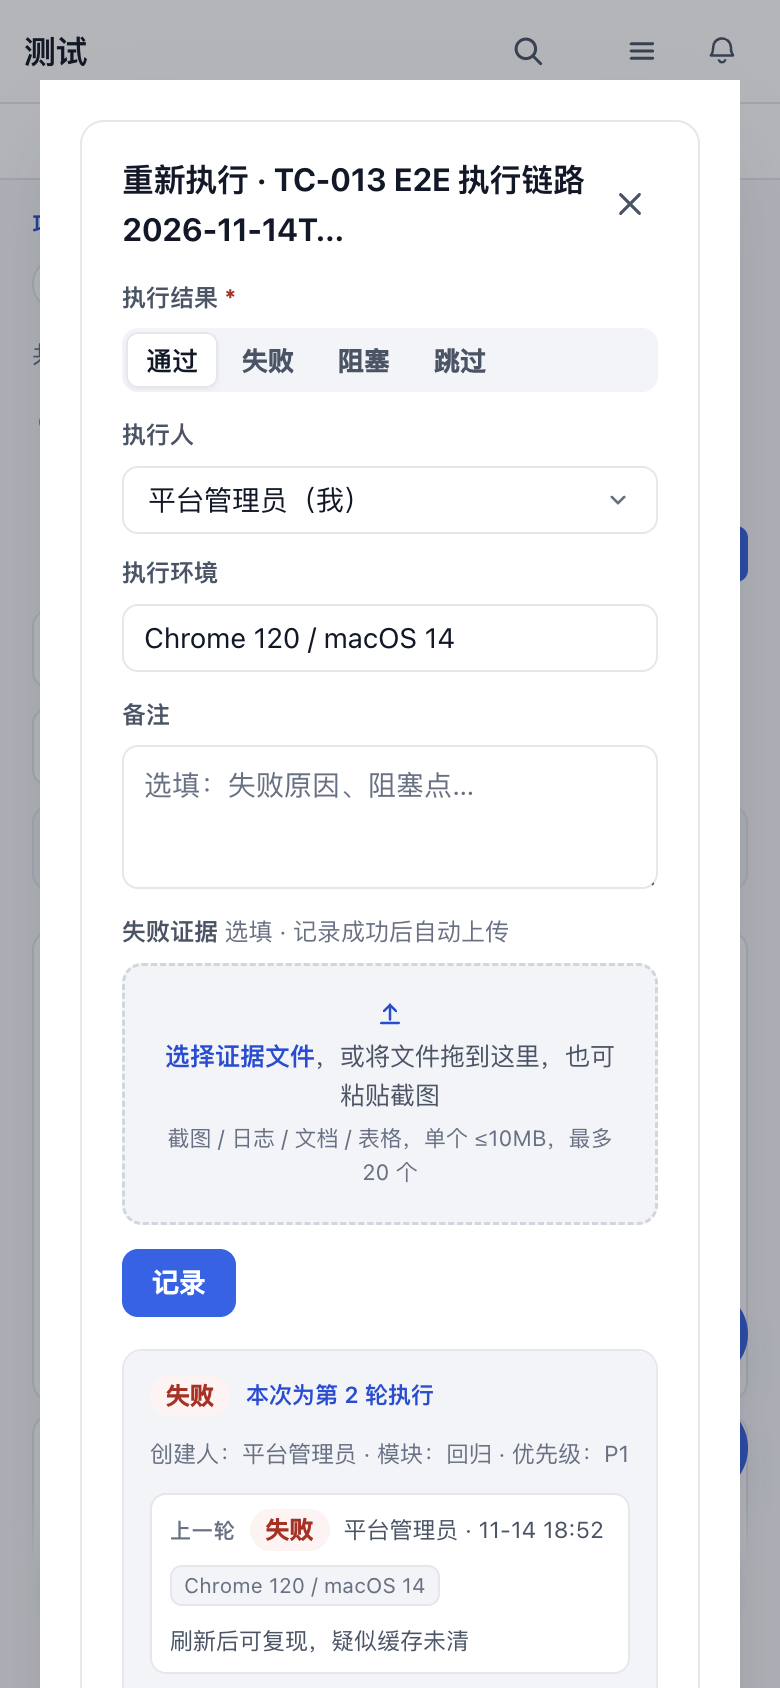 测试
重新执行 · TC-013 E2E 执行链路
2026-11-14T...
执行结果 *
通过 失败 阻塞 跳过
执行人
平台管理员（我）
执行环境
Chrome 120 / macOS 14
备注
选填：失败原因、阻塞点...
失败证据 选填 · 记录成功后自动上传
选择证据文件，或将文件拖到这里，也可
粘贴截图
截图 / 日志 / 文档 / 表格，单个 ≤10MB，最多
20 个
记录
失败 本次为第 2 轮执行
创建人：平台管理员 · 模块：回归 · 优先级：P1
上一轮 失败 平台管理员 · 11-14 18:52
Chrome 120 / macOS 14
刷新后可复现，疑似缓存未清